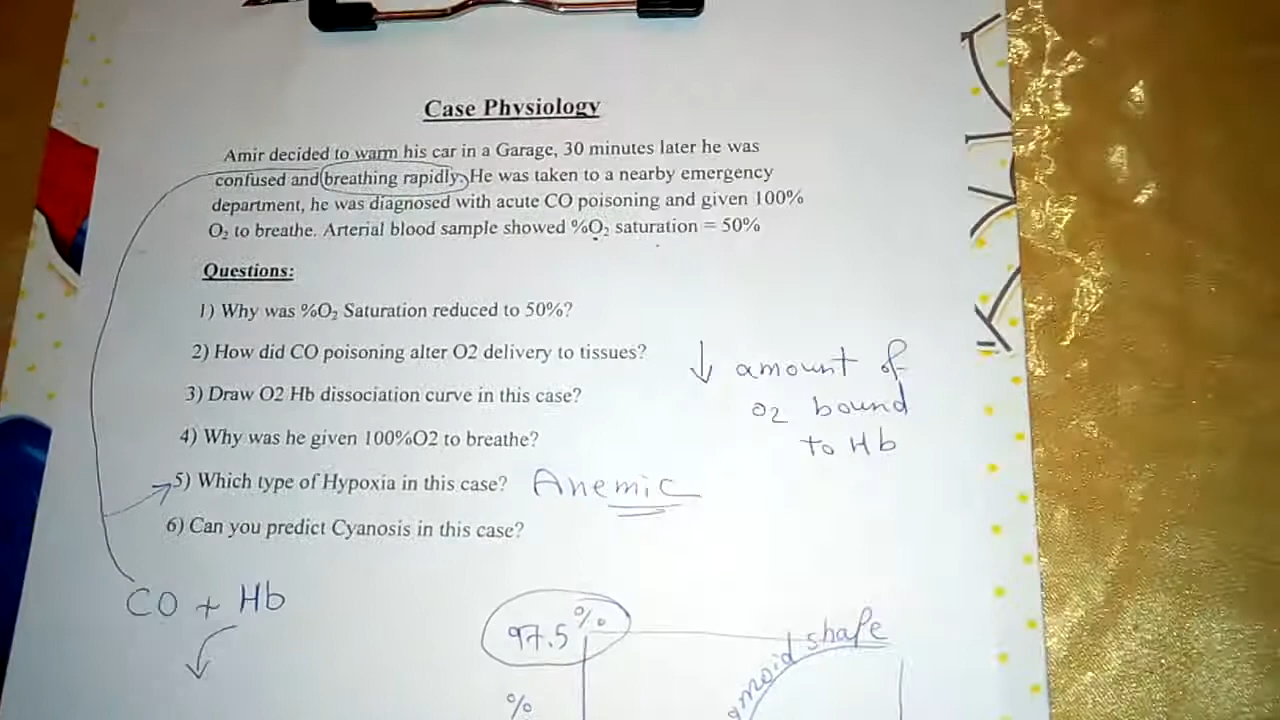 Case Physiology
Amir decided to warm his car in a Garage, 30 minutes later he was
confused and breathing rapidly. He was taken to a nearby emergency
department, he was diagnosed with acute CO poisoning and given 100%
O₂ to breathe. Arterial blood sample showed %O₂ saturation = 50%
Questions:
1) Why was %O₂ Saturation reduced to 50%?
2) How did CO poisoning alter O2 delivery to tissues?
3) Draw O2 Hb dissociation curve in this case?
4) Why was he given 100%O2 to breathe?
5) Which type of Hypoxia in this case? Anemic
6) Can you predict Cyanosis in this case?
↓ amount of
O2 bound
to Hb
CO + Hb
97.5%
%
shape